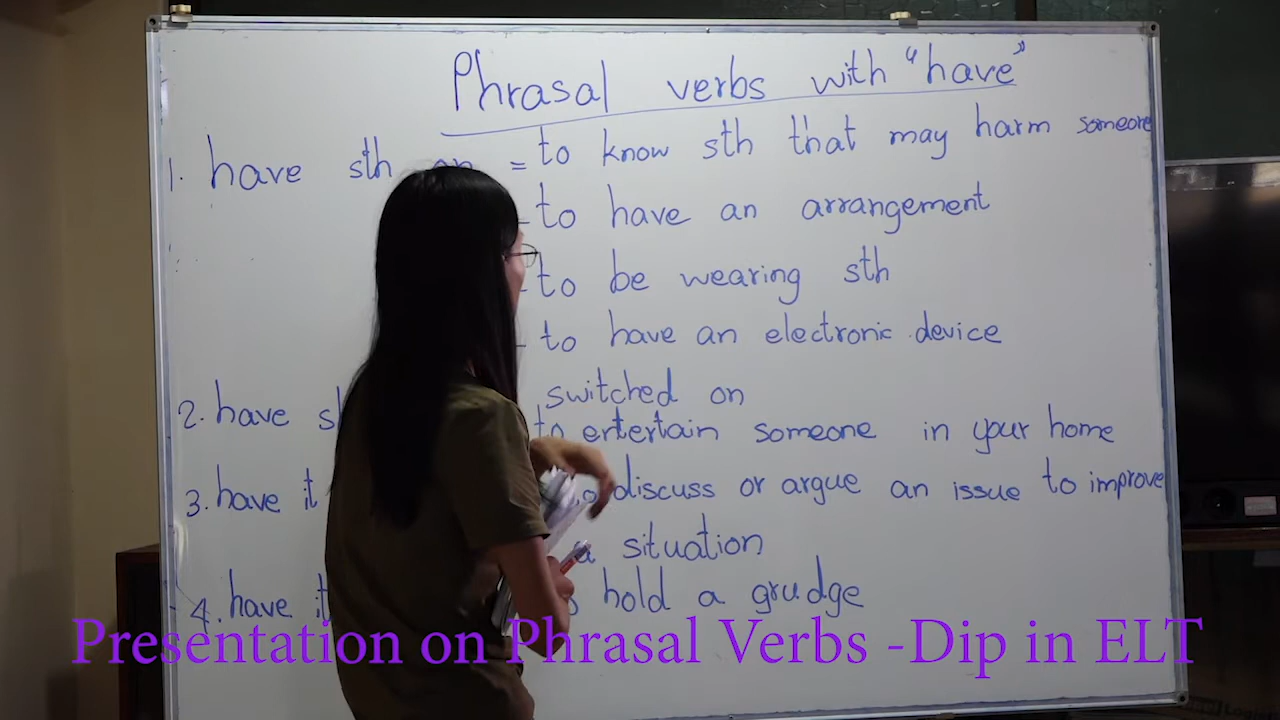 Phrasal verbs with "have"
1. have sth on = to know sth that may harm someone
- to have an arrangement
- to be wearing sth
- to have an electronic device
switched on
2. have to entertain someone in your home
3. have it discuss or argue an issue to improve
a situation
4. have it hold a grudge
Presentation on Phrasal Verbs -Dip in ELT